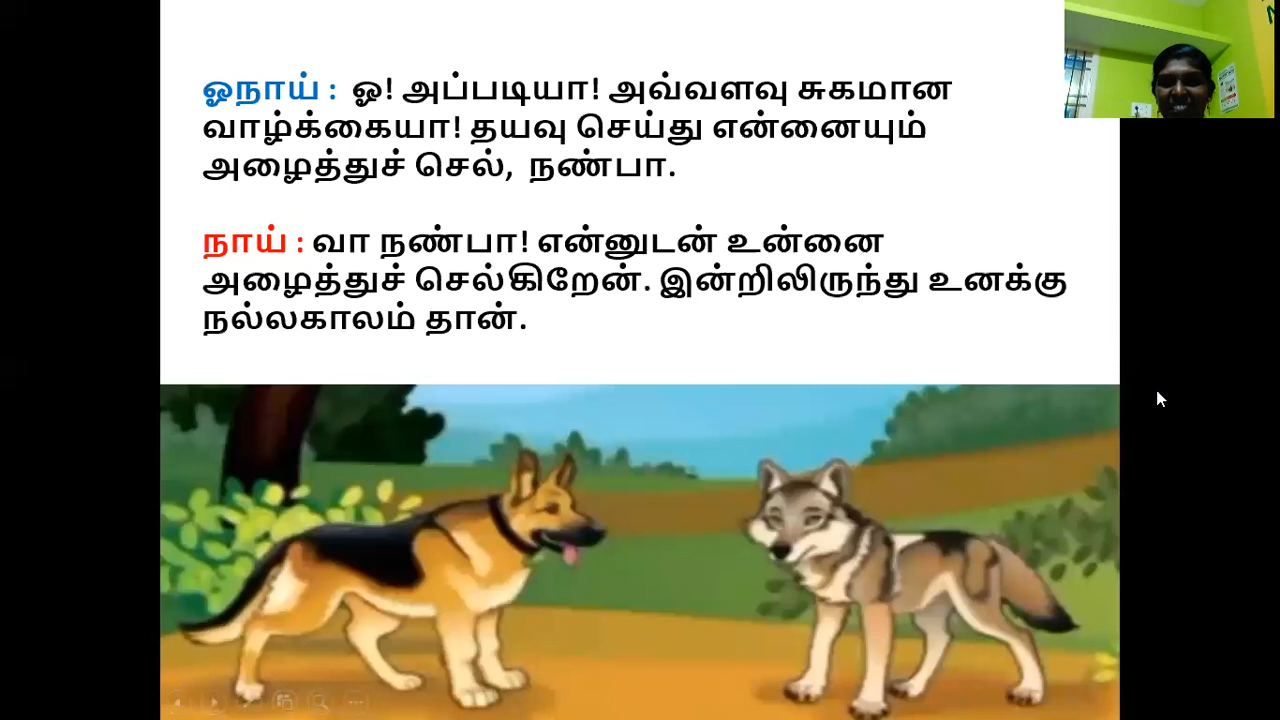 ஓநாய் : ஓ! அப்படியா! அவ்வளவு சுகமான
வாழ்க்கையா! தயவு செய்து என்னையும்
அழைத்துச் செல், நண்பா.
நாய் : வா நண்பா! என்னுடன் உன்னை
அழைத்துச் செல்கிறேன். இன்றிலிருந்து உனக்கு
நல்லகாலம் தான்.